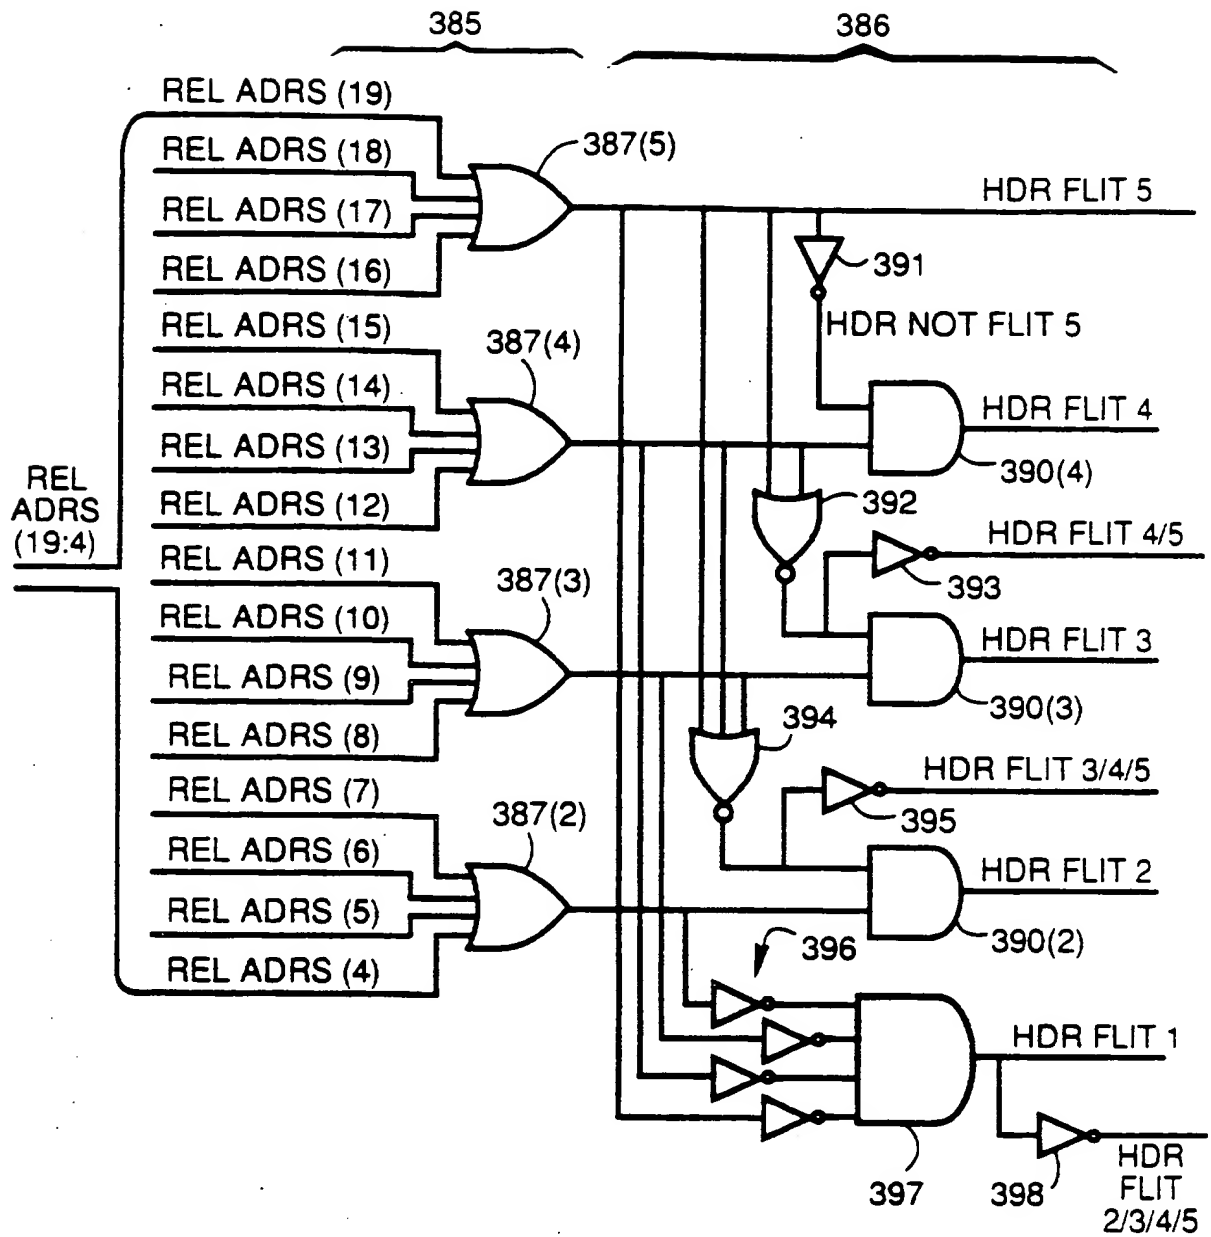 385
386
REL ADRS (19)
REL ADRS (18)
REL ADRS (17)
REL ADRS (16)
387(5)
HDR FLIT 5
391
HDR NOT FLIT 5
REL ADRS (15)
REL ADRS (14)
REL ADRS (13)
REL ADRS (12)
387(4)
HDR FLIT 4
390(4)
392
REL
ADRS
(19:4)
HDR FLIT 4/5
393
REL ADRS (11)
REL ADRS (10)
REL ADRS (9)
REL ADRS (8)
387(3)
HDR FLIT 3
390(3)
394
HDR FLIT 3/4/5
395
REL ADRS (7)
REL ADRS (6)
REL ADRS (5)
REL ADRS (4)
387(2)
HDR FLIT 2
390(2)
396
HDR FLIT 1
397
398
HDR
FLIT
2/3/4/5